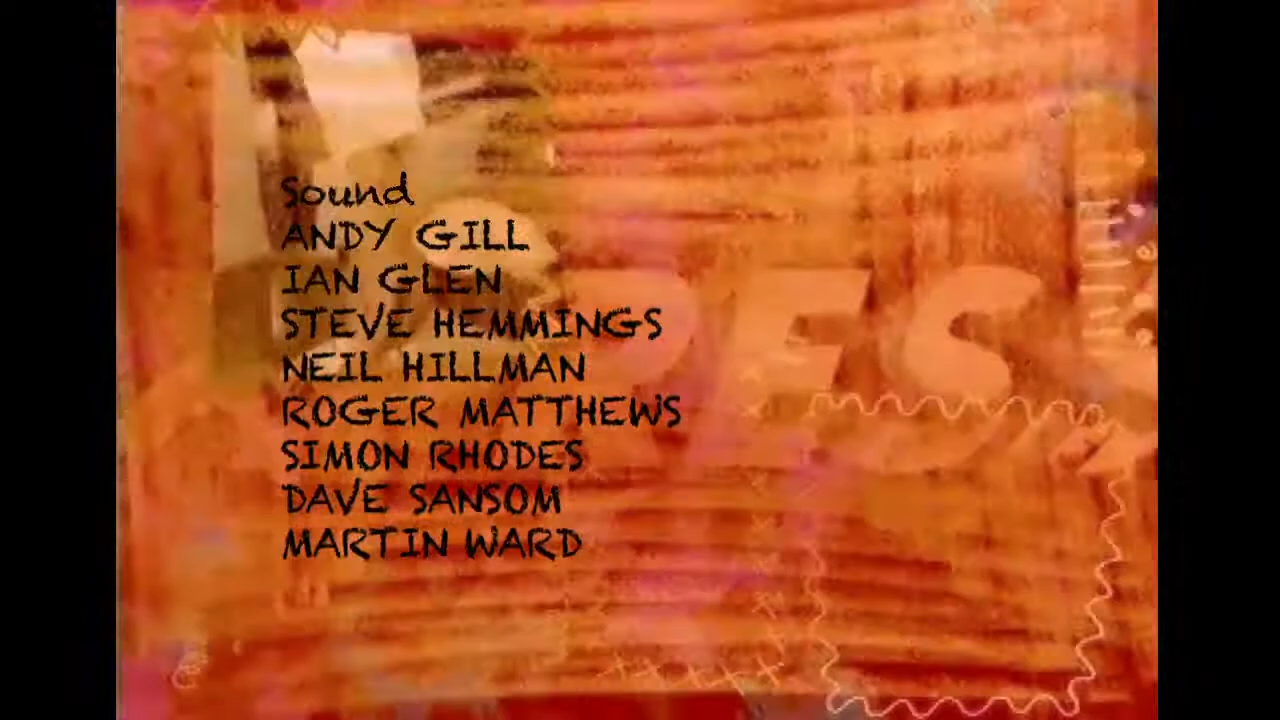 Sound
ANDY GILL
IAN GLEN
STEVE HEMMINGS
NEIL HILLMAN
ROGER MATTHEWS
SIMON RHODES
DAVE SANSOM
MARTIN WARD